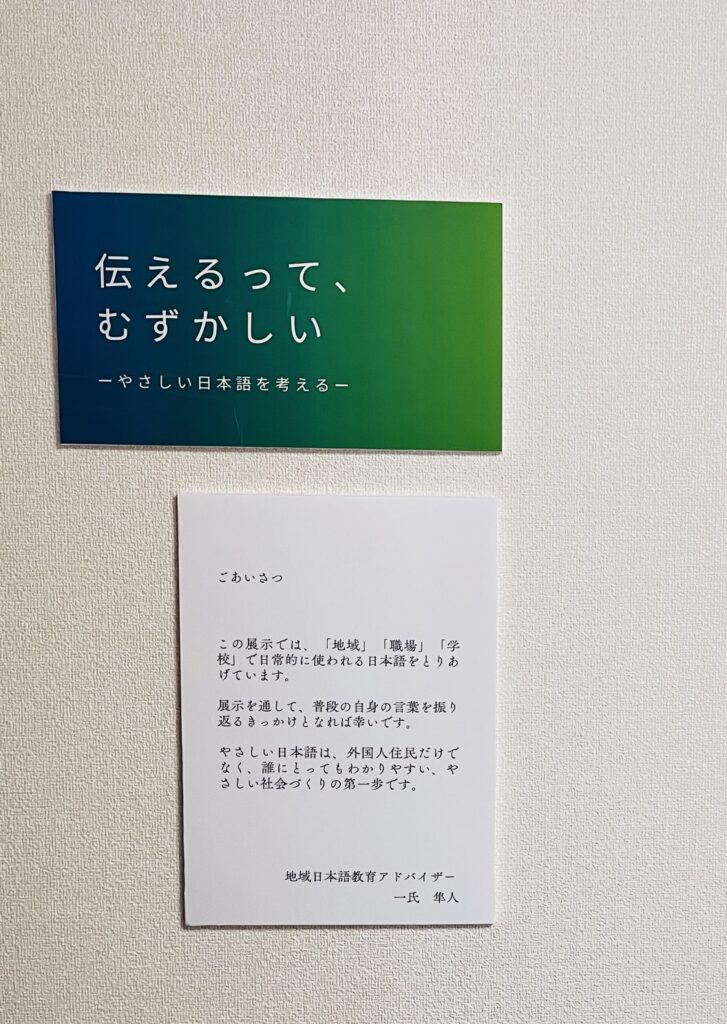 伝えるって、
むずかしい
ーやさしい日本語を考えるー
ごあいさつ
この展示では、「地域」「職場」「学
校」で日常的に使われる日本語をとりあ
げています。
展示を通して、普段の自身の言葉を振り
返るきっかけとなれば幸いです。
やさしい日本語は、外国人住民だけで
なく、誰にとってもわかりやすい、や
さしい社会づくりの第一歩です。
地域日本語教育アドバイザー
一氏　隼人